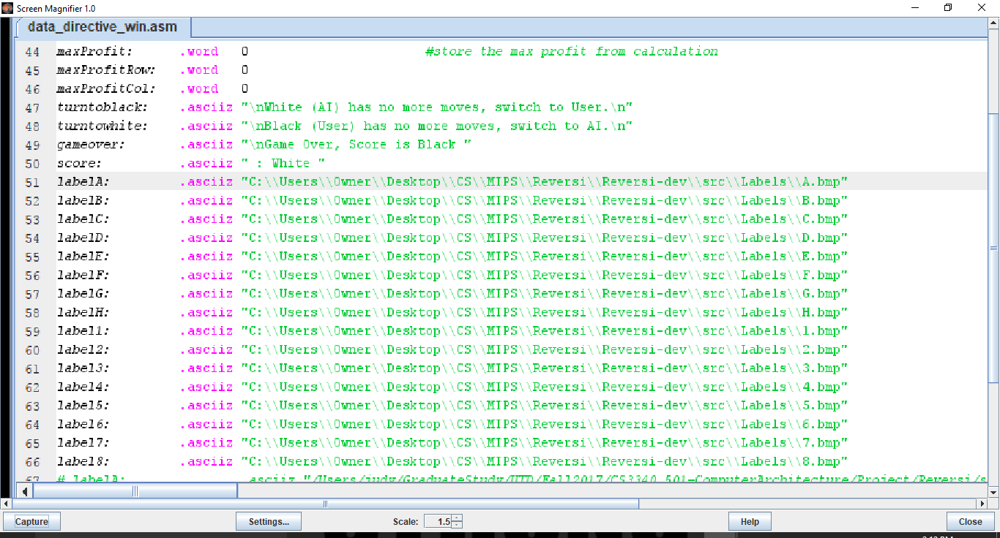 Screen Magnifier 1.0
data_directive_win.asm
44 maxProfit: .word 0 #store the max profit from calculation
45 maxProfitRow: .word 0
46 maxProfitCol: .word 0
47 turntoblack: .asciiz "\nWhite (AI) has no more moves, switch to User.\n"
48 turntowhite: .asciiz "\nBlack (User) has no more moves, switch to AI.\n"
49 gameover: .asciiz "\nGame Over, Score is Black "
50 score: .asciiz " : White "
51 labelA: .asciiz "C:\\Users\\Owner\\Desktop\\CS\\MIPS\\Reversi\\Reversi-dev\\src\\Labels\\A.bmp"
52 labelB: .asciiz "C:\\Users\\Owner\\Desktop\\CS\\MIPS\\Reversi\\Reversi-dev\\src\\Labels\\B.bmp"
53 labelC: .asciiz "C:\\Users\\Owner\\Desktop\\CS\\MIPS\\Reversi\\Reversi-dev\\src\\Labels\\C.bmp"
54 labelD: .asciiz "C:\\Users\\Owner\\Desktop\\CS\\MIPS\\Reversi\\Reversi-dev\\src\\Labels\\D.bmp"
55 labelE: .asciiz "C:\\Users\\Owner\\Desktop\\CS\\MIPS\\Reversi\\Reversi-dev\\src\\Labels\\E.bmp"
56 labelF: .asciiz "C:\\Users\\Owner\\Desktop\\CS\\MIPS\\Reversi\\Reversi-dev\\src\\Labels\\F.bmp"
57 labelG: .asciiz "C:\\Users\\Owner\\Desktop\\CS\\MIPS\\Reversi\\Reversi-dev\\src\\Labels\\G.bmp"
58 labelH: .asciiz "C:\\Users\\Owner\\Desktop\\CS\\MIPS\\Reversi\\Reversi-dev\\src\\Labels\\H.bmp"
59 label1: .asciiz "C:\\Users\\Owner\\Desktop\\CS\\MIPS\\Reversi\\Reversi-dev\\src\\Labels\\1.bmp"
60 label2: .asciiz "C:\\Users\\Owner\\Desktop\\CS\\MIPS\\Reversi\\Reversi-dev\\src\\Labels\\2.bmp"
61 label3: .asciiz "C:\\Users\\Owner\\Desktop\\CS\\MIPS\\Reversi\\Reversi-dev\\src\\Labels\\3.bmp"
62 label4: .asciiz "C:\\Users\\Owner\\Desktop\\CS\\MIPS\\Reversi\\Reversi-dev\\src\\Labels\\4.bmp"
63 label5: .asciiz "C:\\Users\\Owner\\Desktop\\CS\\MIPS\\Reversi\\Reversi-dev\\src\\Labels\\5.bmp"
64 label6: .asciiz "C:\\Users\\Owner\\Desktop\\CS\\MIPS\\Reversi\\Reversi-dev\\src\\Labels\\6.bmp"
65 label7: .asciiz "C:\\Users\\Owner\\Desktop\\CS\\MIPS\\Reversi\\Reversi-dev\\src\\Labels\\7.bmp"
66 label8: .asciiz "C:\\Users\\Owner\\Desktop\\CS\\MIPS\\Reversi\\Reversi-dev\\src\\Labels\\8.bmp"
67 # labelA: .asciiz "/Users/judy/GraduateStudy/UTD/Fall2017/CS3340.501-ComputerArchitecture/Project/Reversi/s
Capture Settings... Scale: 1.5 Help Close